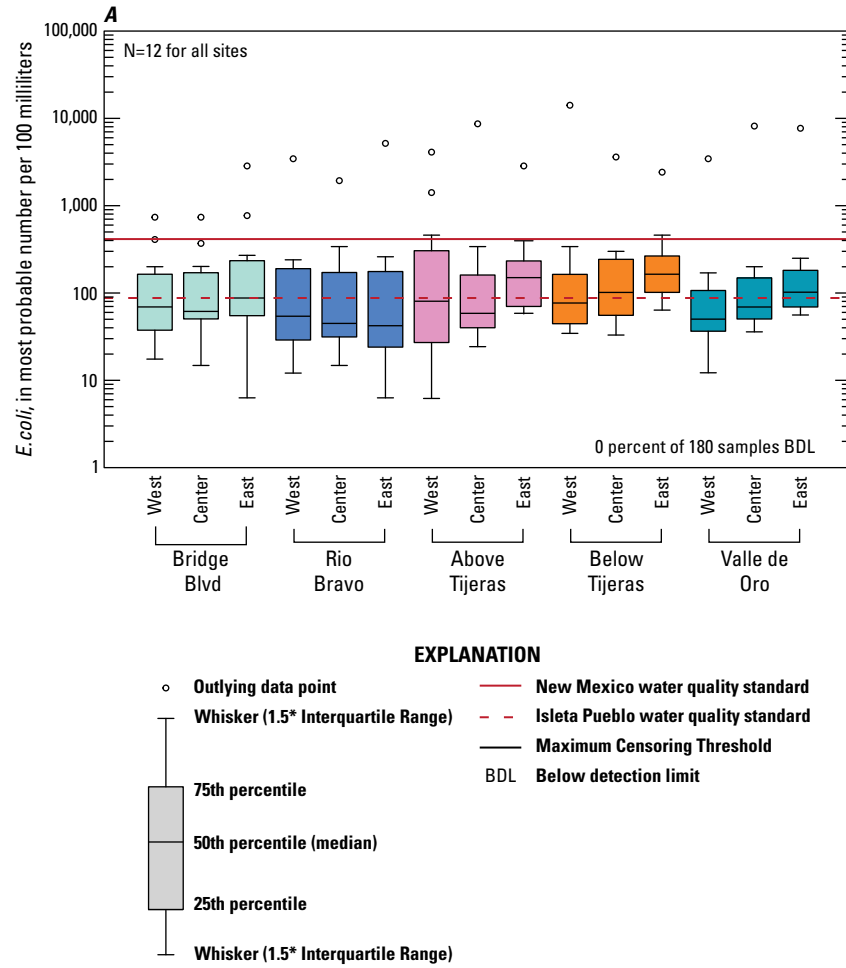 A
100,000
10,000
1,000
100
10
1
E.coli, in most probable number per 100 milliliters
N=12 for all sites
0 percent of 180 samples BDL
West
Center
East
West
Center
East
West
Center
East
West
Center
East
West
Center
East
Bridge
Blvd
Rio
Bravo
Above
Tijeras
Below
Tijeras
Valle de
Oro
EXPLANATION
Outlying data point
Whisker (1.5* Interquartile Range)
75th percentile
50th percentile (median)
25th percentile
Whisker (1.5* Interquartile Range)
New Mexico water quality standard
Isleta Pueblo water quality standard
Maximum Censoring Threshold
BDL Below detection limit